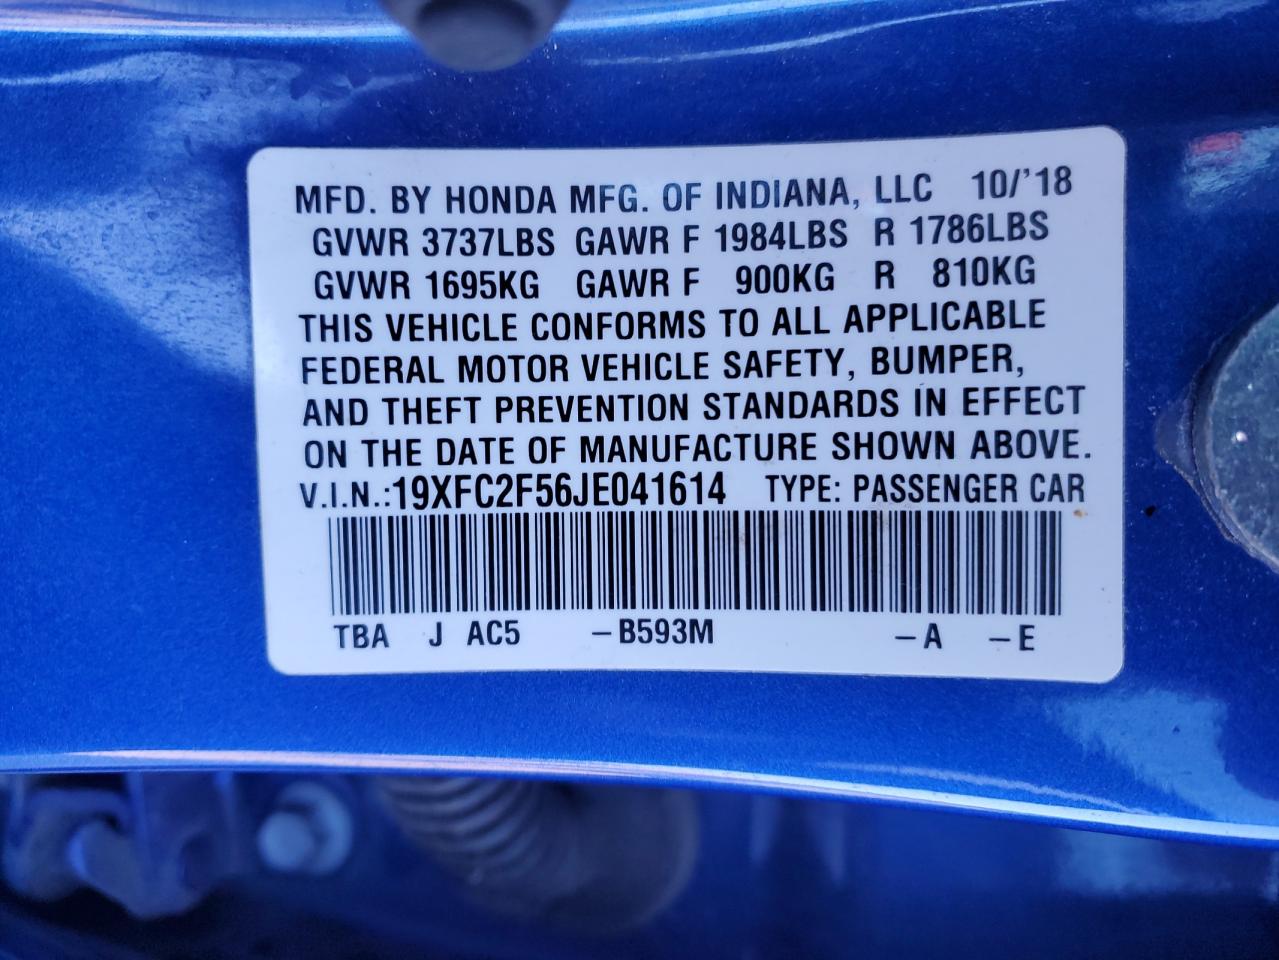 MFD. BY HONDA MFG. OF INDIANA, LLC 10/'18
GVWR 3737LBS GAWR F 1984LBS R 1786LBS
GVWR 1695KG GAWR F 900KG R 810KG
THIS VEHICLE CONFORMS TO ALL APPLICABLE
FEDERAL MOTOR VEHICLE SAFETY, BUMPER,
AND THEFT PREVENTION STANDARDS IN EFFECT
ON THE DATE OF MANUFACTURE SHOWN ABOVE.
V.I.N.:19XFC2F56JE041614 TYPE: PASSENGER CAR
TBA J AC5 –B593M –A –E